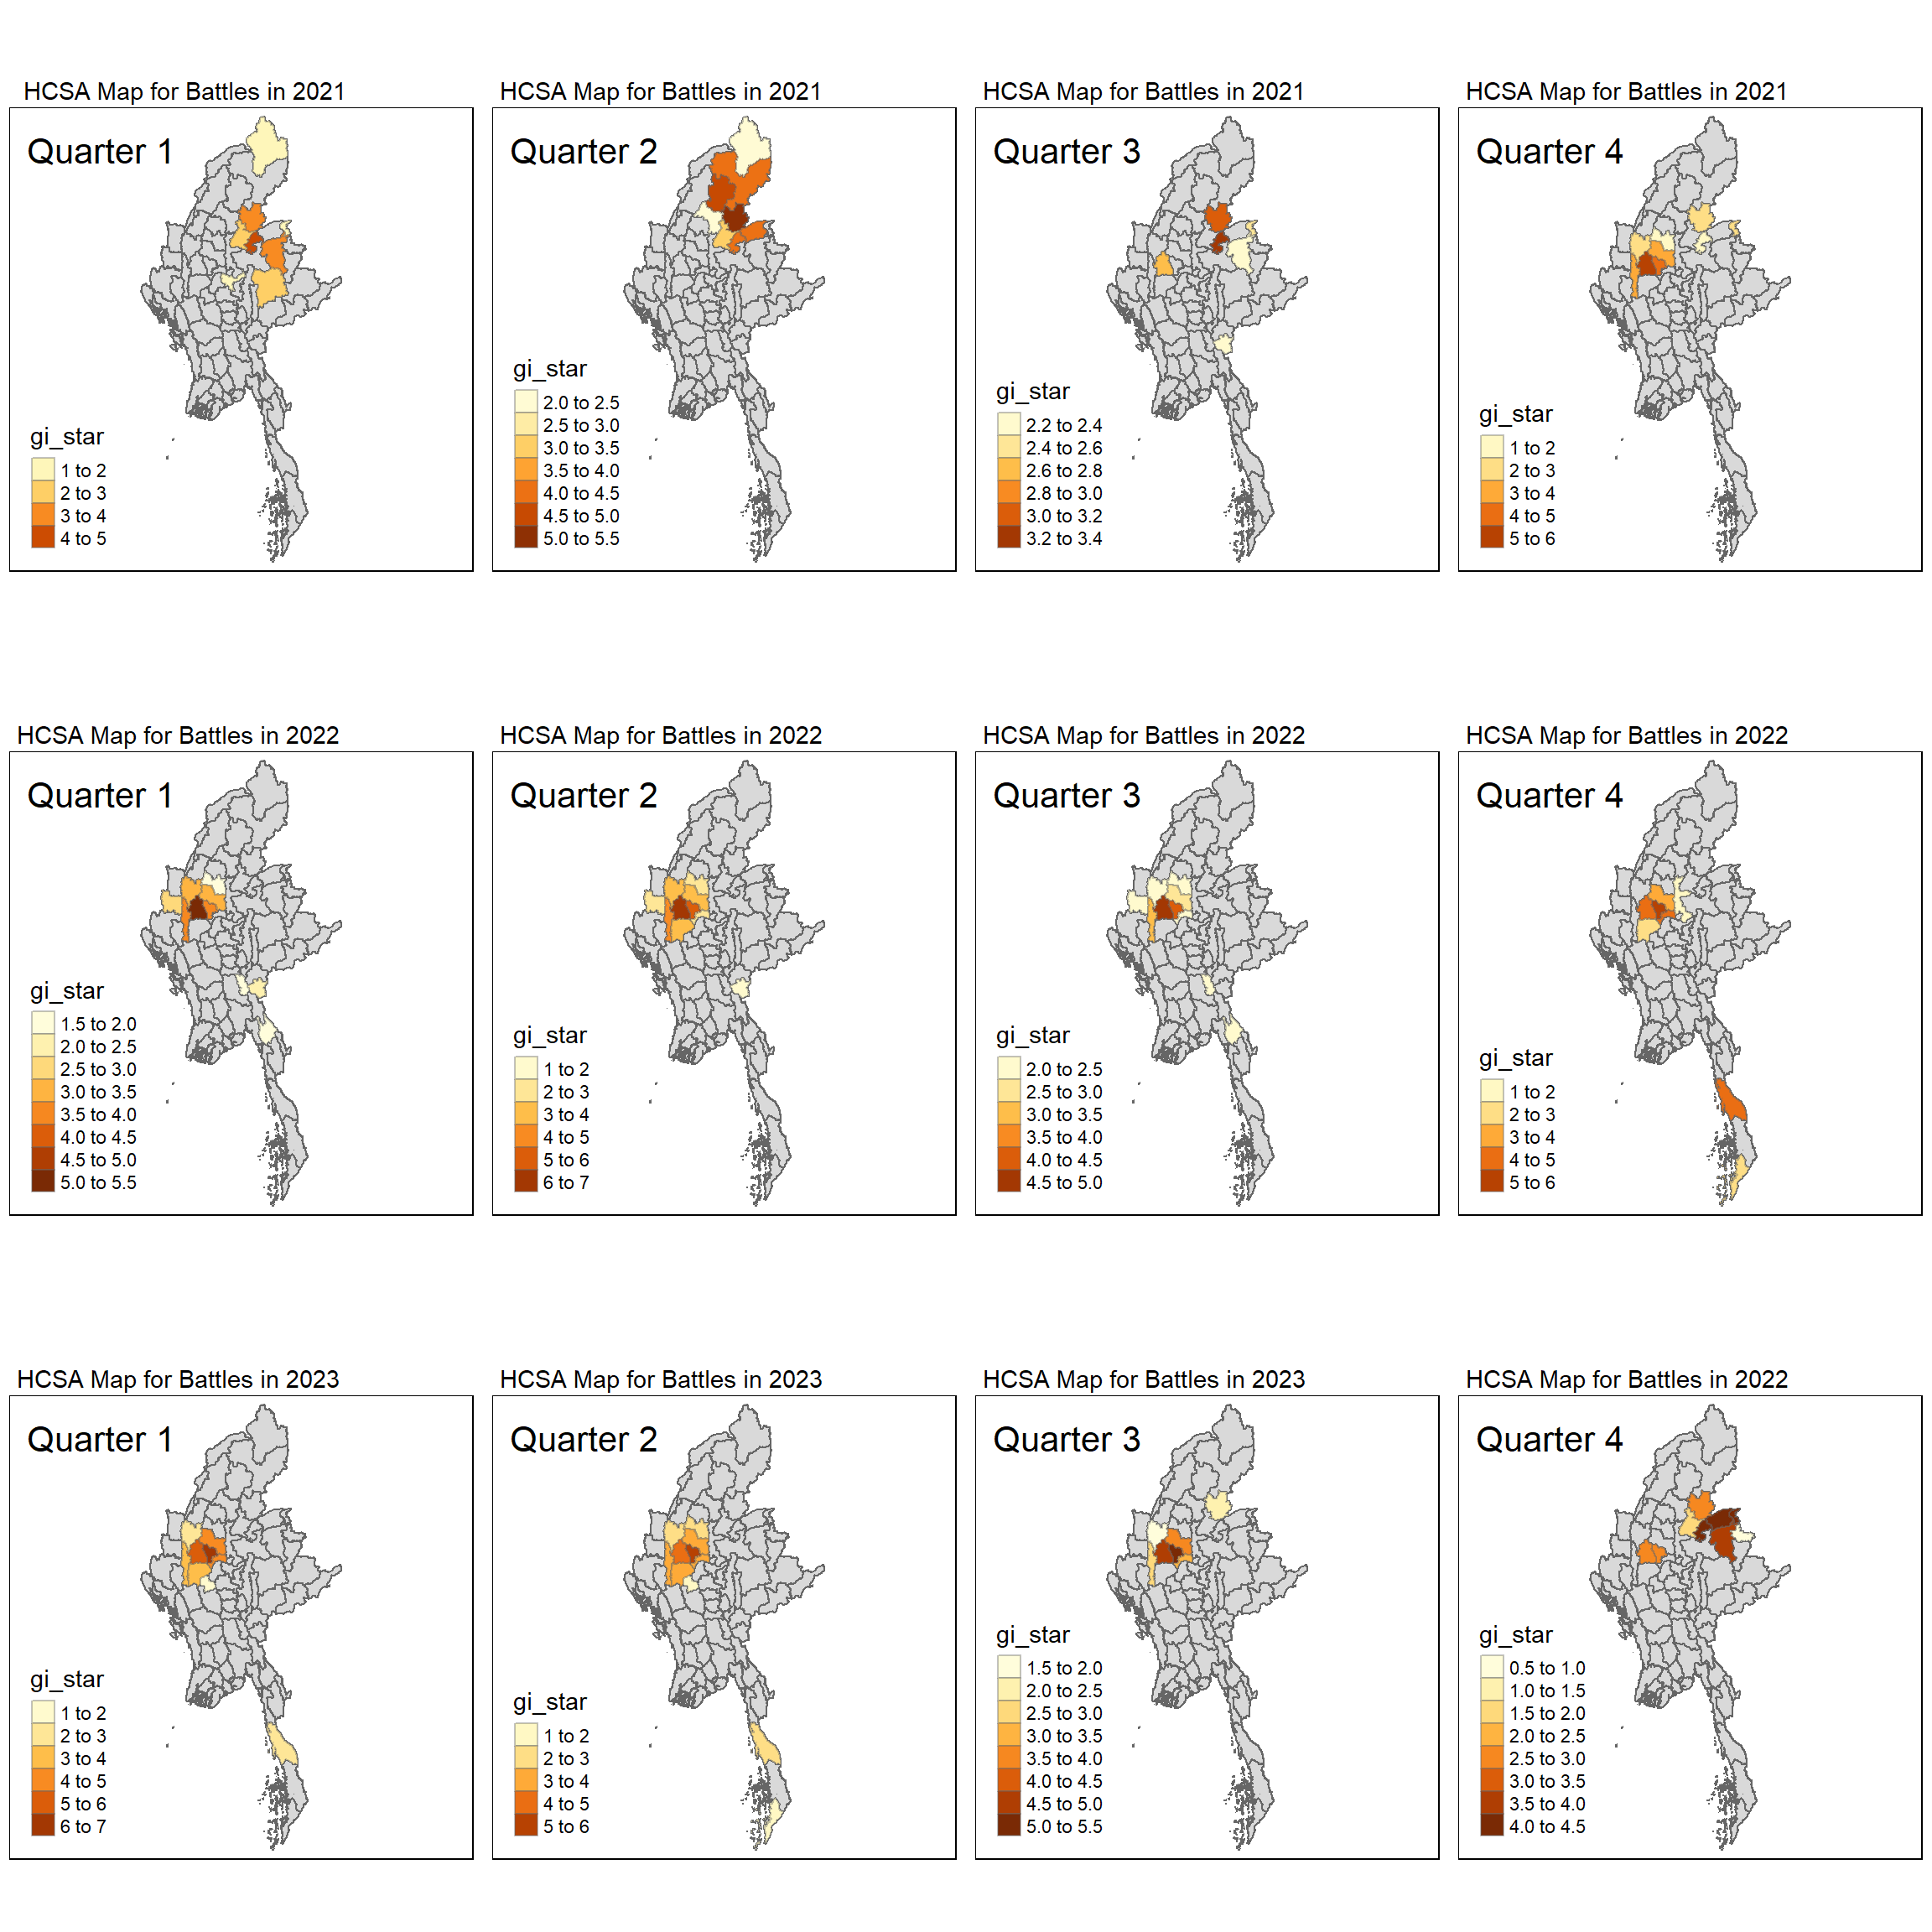 HCSA Map for Battles in 2021
Quarter 1
gi_star
1 to 2
2 to 3
3 to 4
4 to 5
HCSA Map for Battles in 2021
Quarter 2
gi_star
2.0 to 2.5
2.5 to 3.0
3.0 to 3.5
3.5 to 4.0
4.0 to 4.5
4.5 to 5.0
5.0 to 5.5
HCSA Map for Battles in 2021
Quarter 3
gi_star
2.2 to 2.4
2.4 to 2.6
2.6 to 2.8
2.8 to 3.0
3.0 to 3.2
3.2 to 3.4
HCSA Map for Battles in 2021
Quarter 4
gi_star
1 to 2
2 to 3
3 to 4
4 to 5
5 to 6
HCSA Map for Battles in 2022
Quarter 1
gi_star
1.5 to 2.0
2.0 to 2.5
2.5 to 3.0
3.0 to 3.5
3.5 to 4.0
4.0 to 4.5
4.5 to 5.0
5.0 to 5.5
HCSA Map for Battles in 2022
Quarter 2
gi_star
1 to 2
2 to 3
3 to 4
4 to 5
5 to 6
6 to 7
HCSA Map for Battles in 2022
Quarter 3
gi_star
2.0 to 2.5
2.5 to 3.0
3.0 to 3.5
3.5 to 4.0
4.0 to 4.5
4.5 to 5.0
HCSA Map for Battles in 2022
Quarter 4
gi_star
1 to 2
2 to 3
3 to 4
4 to 5
5 to 6
HCSA Map for Battles in 2023
Quarter 1
gi_star
1 to 2
2 to 3
3 to 4
4 to 5
5 to 6
6 to 7
HCSA Map for Battles in 2023
Quarter 2
gi_star
1 to 2
2 to 3
3 to 4
4 to 5
5 to 6
HCSA Map for Battles in 2023
Quarter 3
gi_star
1.5 to 2.0
2.0 to 2.5
2.5 to 3.0
3.0 to 3.5
3.5 to 4.0
4.0 to 4.5
4.5 to 5.0
5.0 to 5.5
HCSA Map for Battles in 2022
Quarter 4
gi_star
0.5 to 1.0
1.0 to 1.5
1.5 to 2.0
2.0 to 2.5
2.5 to 3.0
3.0 to 3.5
3.5 to 4.0
4.0 to 4.5